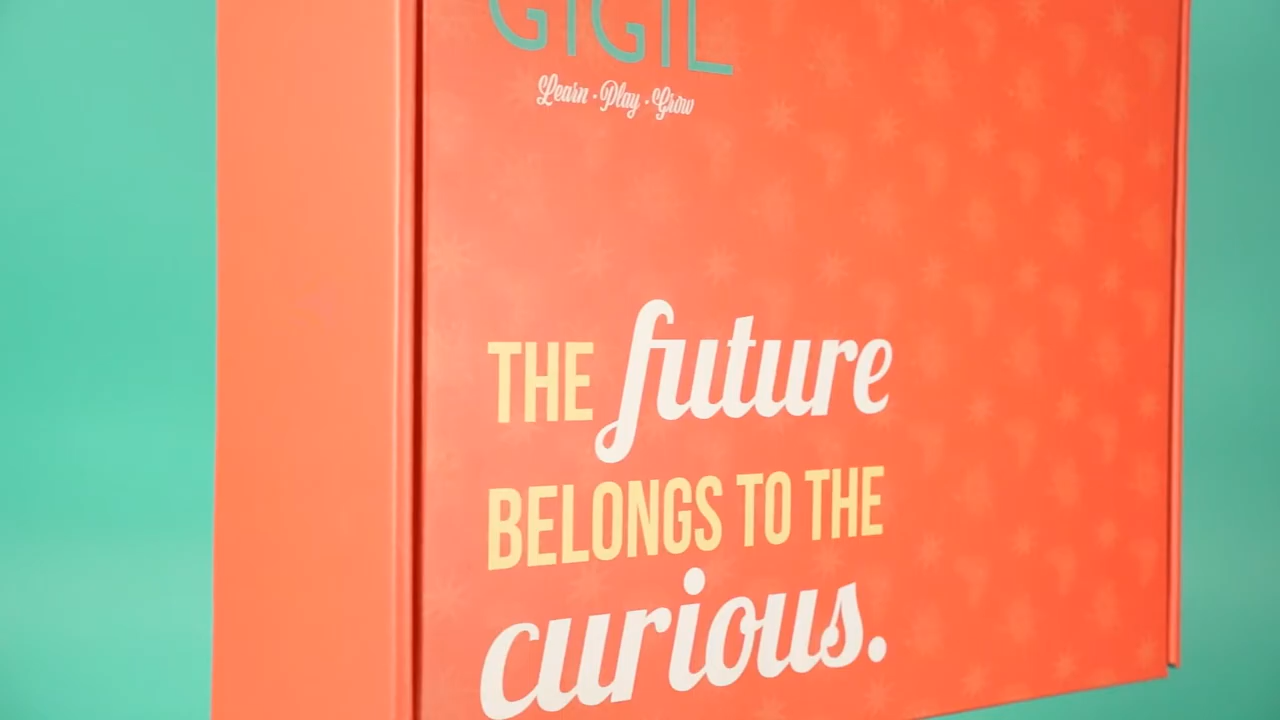 GIGIL
Learn · Play · Grow
THE future
BELONGS TO THE
curious.